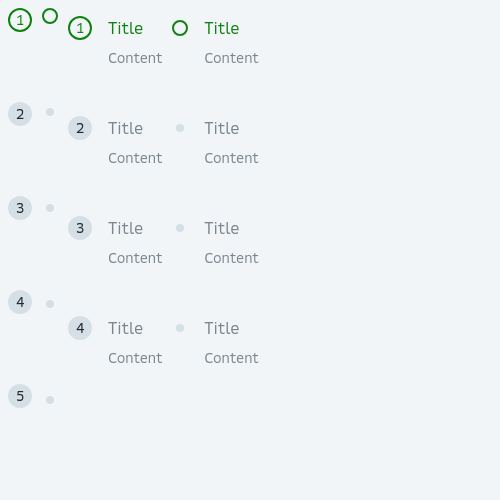 1
1 Title Title
Content Content
2
2 Title Title
Content Content
3
3 Title Title
Content Content
4
4 Title Title
Content Content
5